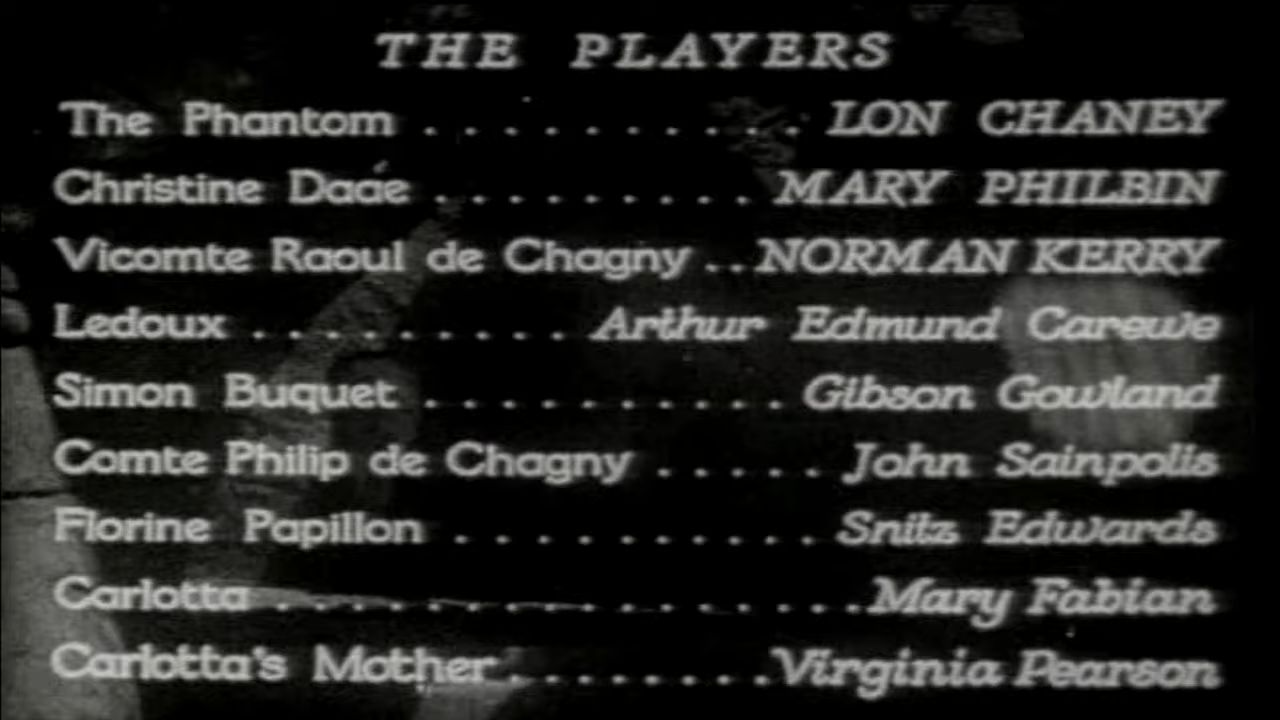 THE PLAYERS
The Phantom . . . . . . . . . . LON CHANEY
Christine Daaé . . . . . . . . MARY PHILBIN
Vicomte Raoul de Chagny . . NORMAN KERRY
Ledoux . . . . . . . . . Arthur Edmund Carewe
Simon Buquet . . . . . . . . . . Gibson Gowland
Comte Philip de Chagny . . . . . John Sainpolis
Florine Papillon . . . . . . . . . . Snitz Edwards
Carlotta . . . . . . . . . . . . . . . . Mary Fabian
Carlotta's Mother . . . . . . . . Virginia Pearson